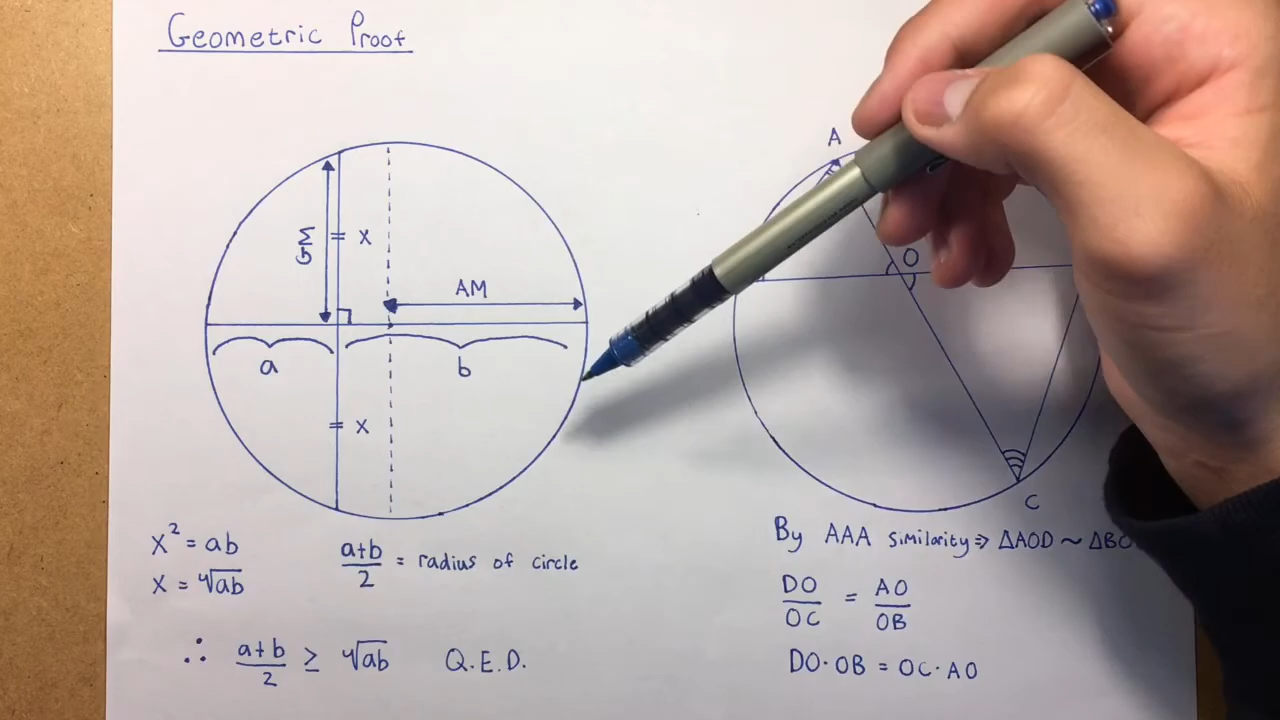 Geometric Proof
GM
= x
AM
a
b
= x
x² = ab
x = √ab
a+b/2 = radius of circle
∴ a+b/2 ≥ √ab Q.E.D.
A
O
C
By AAA similarity ⇒ ΔAOD ~ ΔBO
DO/OC = AO/OB
DO·OB = OC·AO